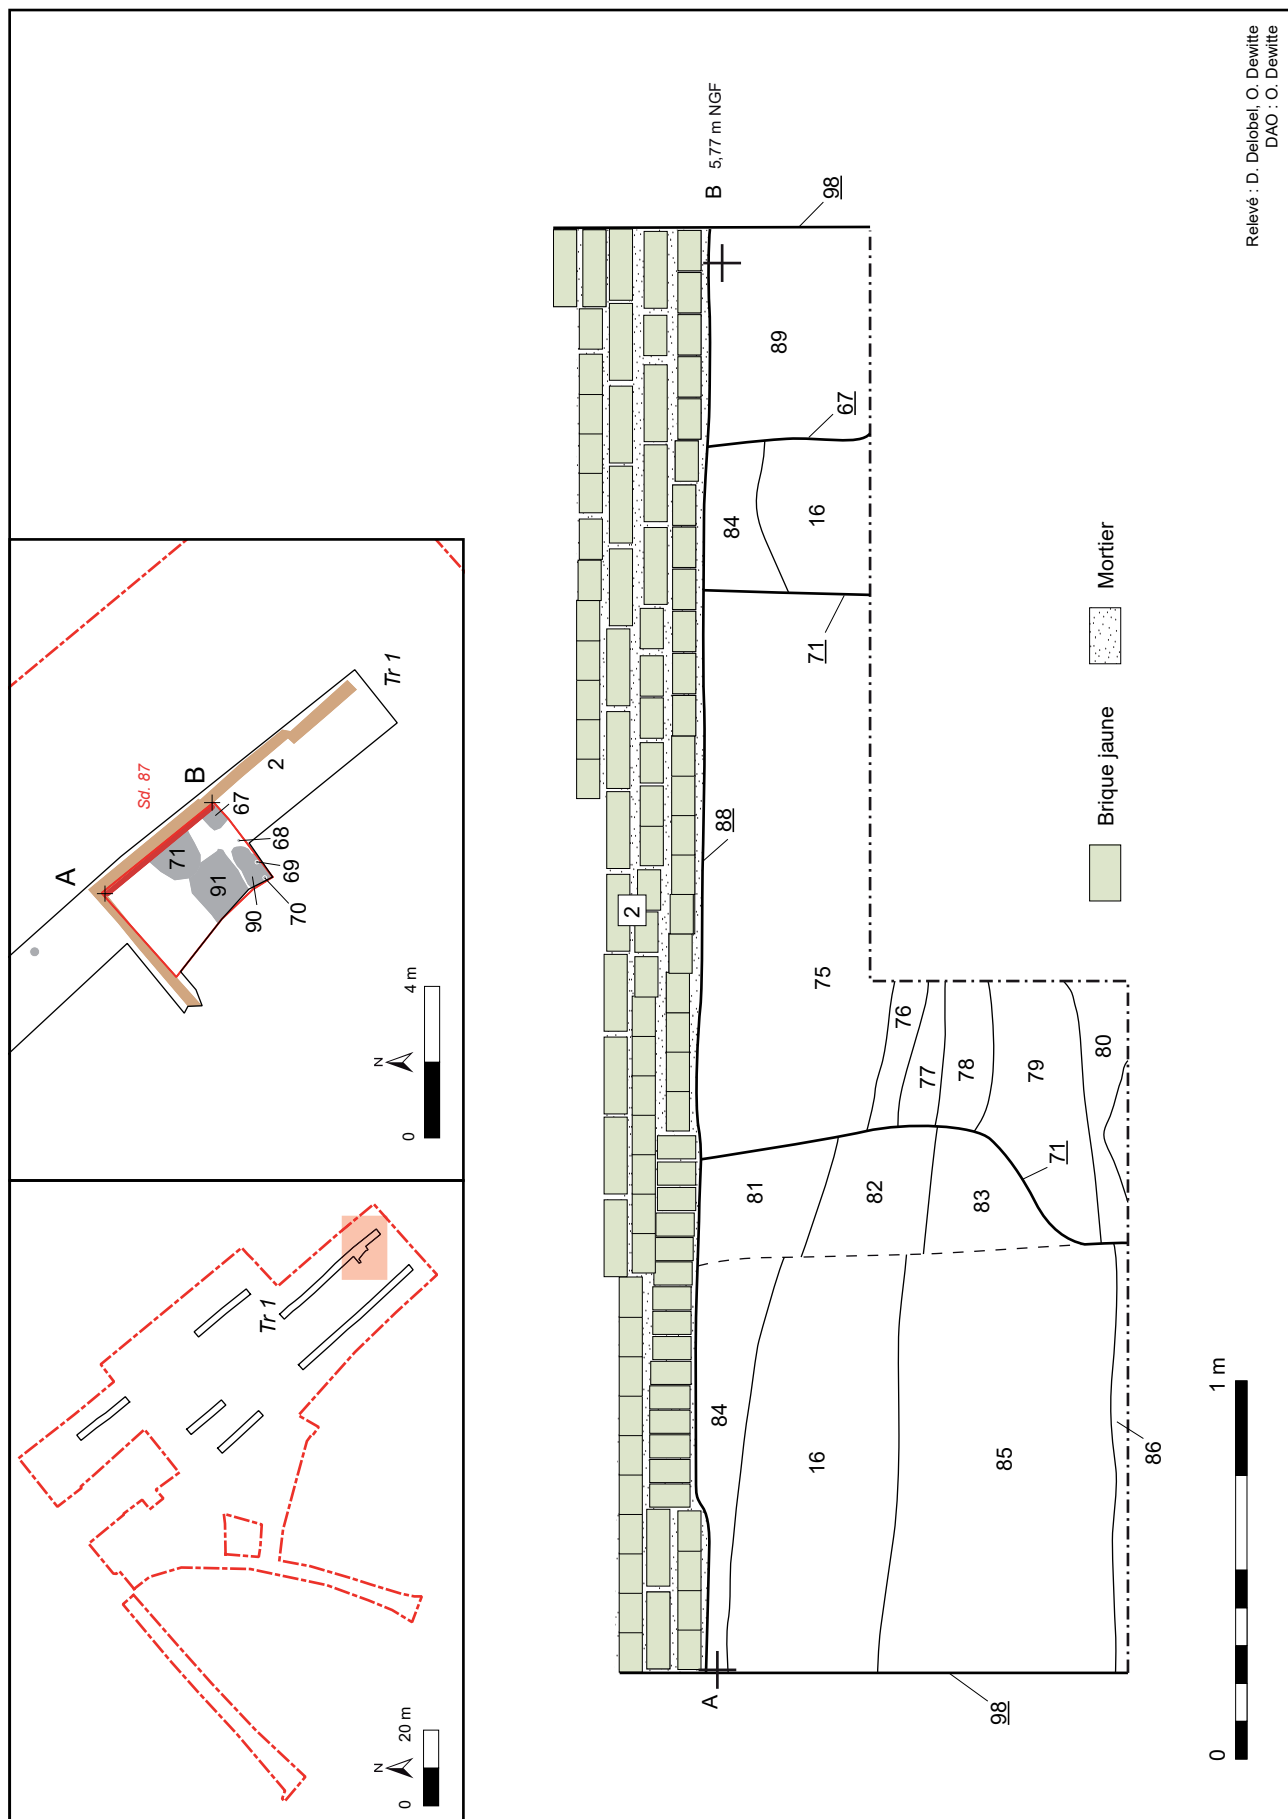 Tr 1
N
0 20 m
A
Sd. 87
B
71
67
2
91
68
69
90
70
Tr 1
N
0 4 m
2
A
B 5,77 m NGF
98
84
16
85
86
81
82
83
71
88
75
76
77
78
79
80
71
84
16
67
89
98
0 1 m
Brique jaune
Mortier
Relevé : D. Delobel, O. Dewitte
DAO : O. Dewitte